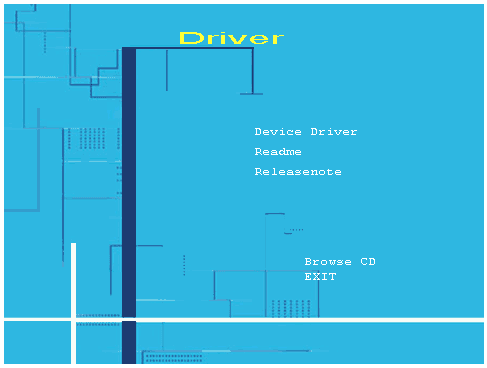 Driver
Device Driver
Readme
Releasenote
Browse CD
EXIT